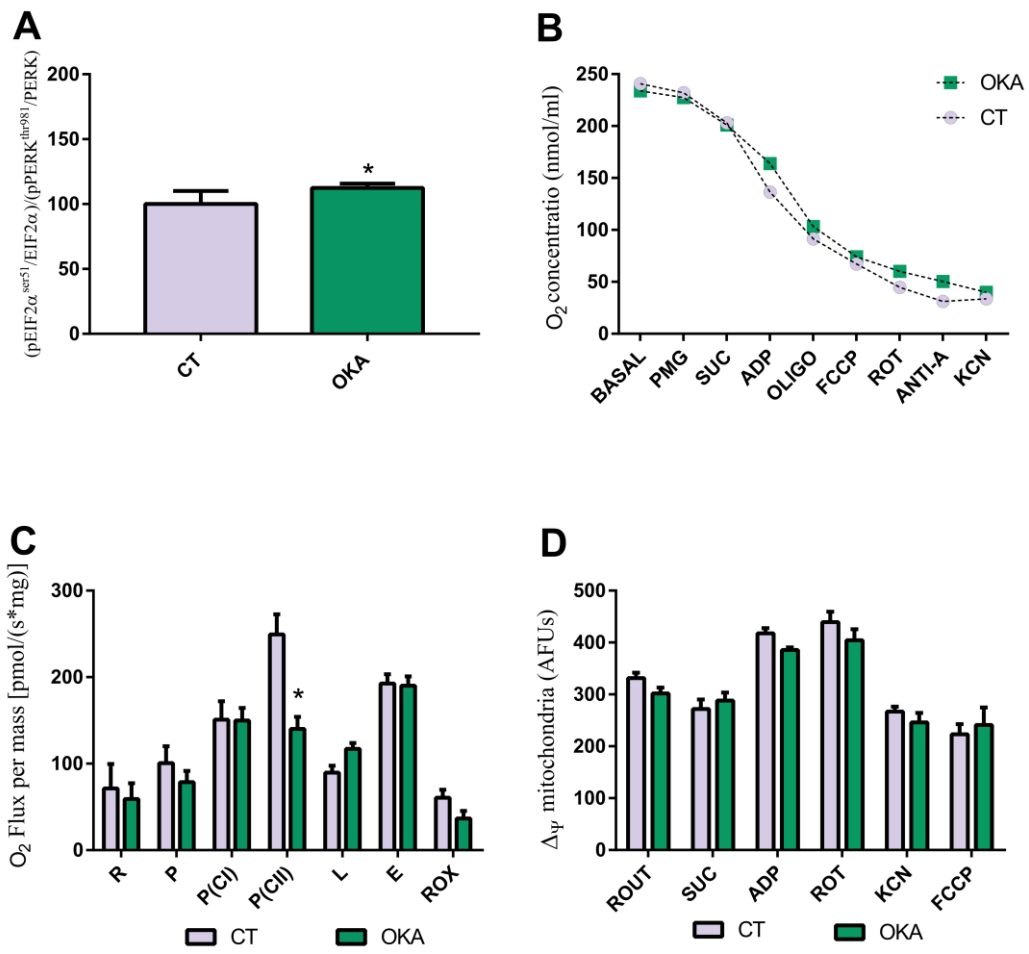 A
(pEIF2α^ser51/EIF2α)/(pPERK^thr981/PERK)
200
150
100
50
0
*
CT
OKA
B
O₂ concentratio (nmol/ml)
250
200
150
100
50
0
OKA
CT
BASAL
PMG
SUC
ADP
OLIGO
FCCP
ROT
ANTI-A
KCN
C
O₂ Flux per mass [pmol/(s*mg)]
300
200
100
0
*
R
P
P(CI)
P(CII)
L
E
ROX
CT
OKA
D
Δψ mitochondria (AFUs)
500
400
300
200
100
0
ROUT
SUC
ADP
ROT
KCN
FCCP
CT
OKA